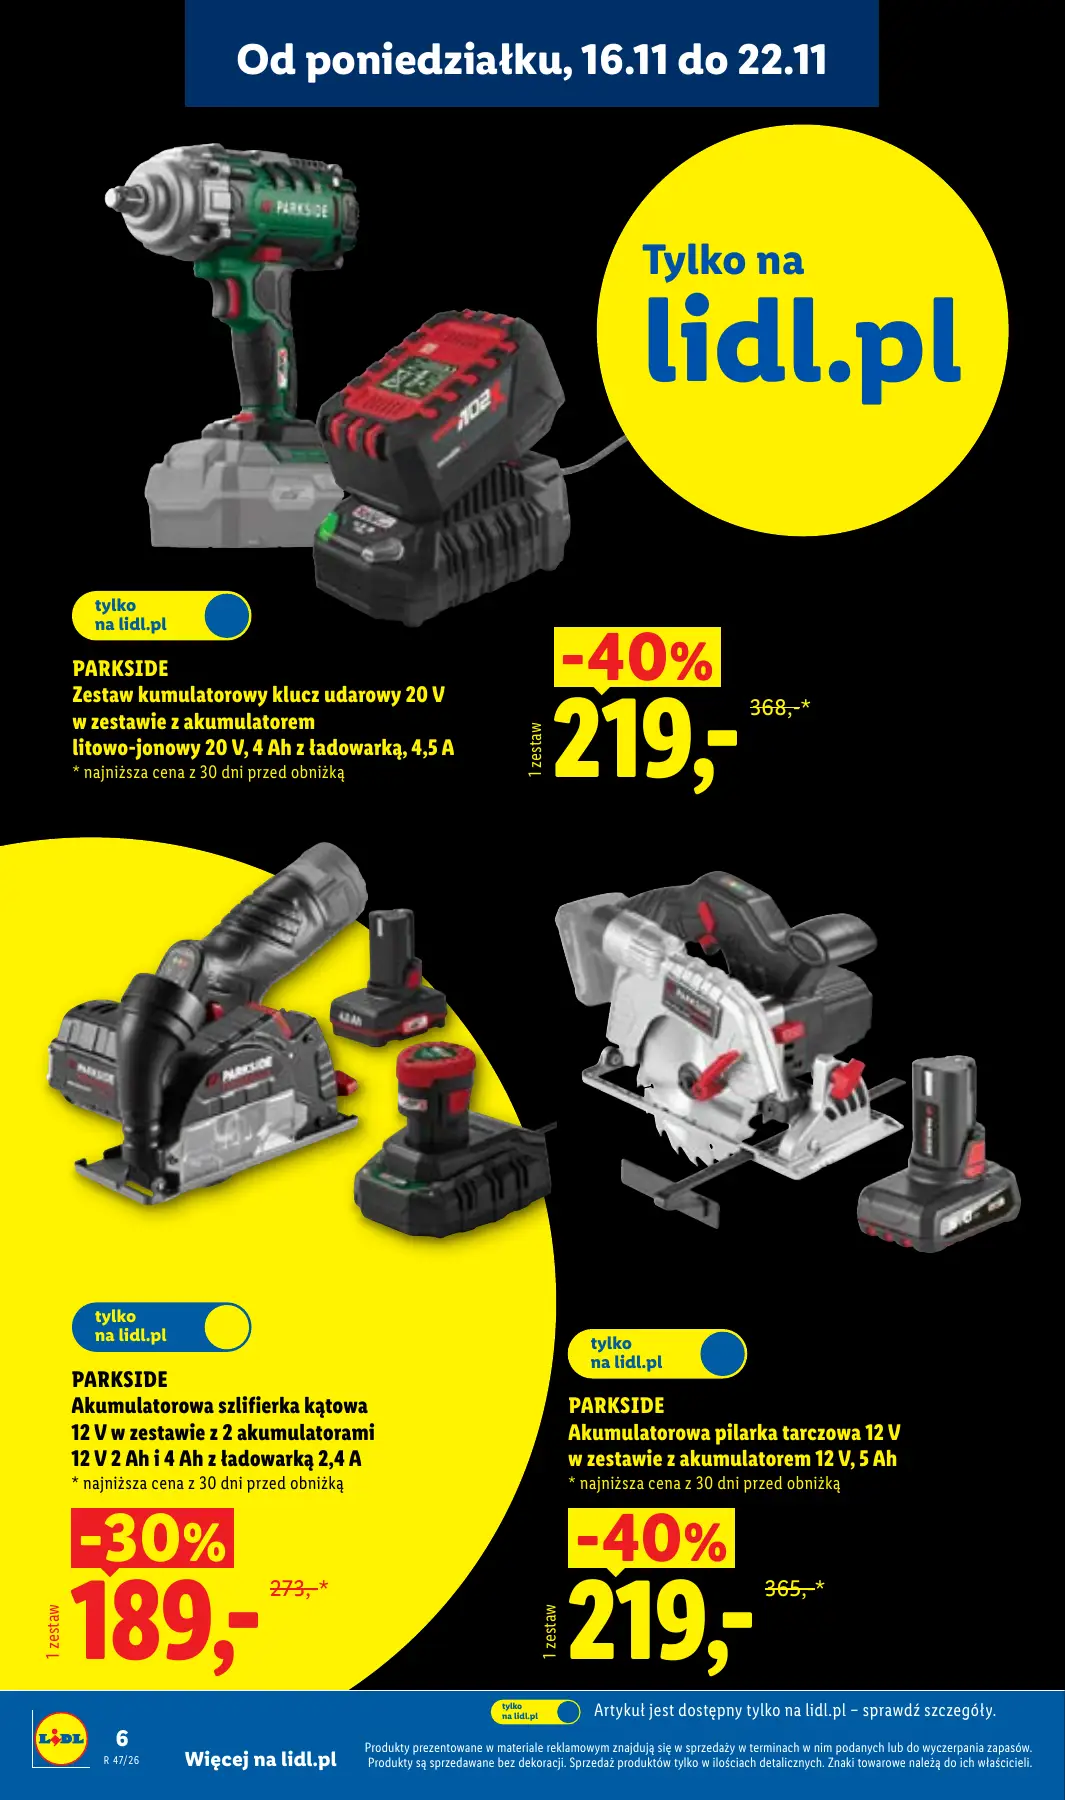 Od poniedziałku, 16.11 do 22.11
Tylko na
lidl.pl
PARKSIDE
tylko
na lidl.pl
PARKSIDE
Zestaw kumulatorowy klucz udarowy 20 V
w zestawie z akumulatorem
litowo-jonowy 20 V, 4 Ah z ładowarką, 4,5 A
* najniższa cena z 30 dni przed obniżką
-40%
368,-*
219,-
1 zestaw
PARKSIDE
PARKSIDE
4.0 Ah
tylko
na lidl.pl
PARKSIDE
Akumulatorowa szlifierka kątowa
12 V w zestawie z 2 akumulatorami
12 V 2 Ah i 4 Ah z ładowarką 2,4 A
* najniższa cena z 30 dni przed obniżką
-30%
273,-*
189,-
1 zestaw
PARKSIDE
tylko
na lidl.pl
PARKSIDE
Akumulatorowa pilarka tarczowa 12 V
w zestawie z akumulatorem 12 V, 5 Ah
* najniższa cena z 30 dni przed obniżką
-40%
365,-*
219,-
1 zestaw
LIDL
6
R 47/26
Więcej na lidl.pl
tylko
na lidl.pl
Artykuł jest dostępny tylko na lidl.pl – sprawdź szczegóły.
Produkty prezentowane w materiale reklamowym znajdują się w sprzedaży w terminach w nim podanych lub do wyczerpania zapasów.
Produkty są sprzedawane bez dekoracji. Sprzedaż produktów tylko w ilościach detalicznych. Znaki towarowe należą do ich właścicieli.